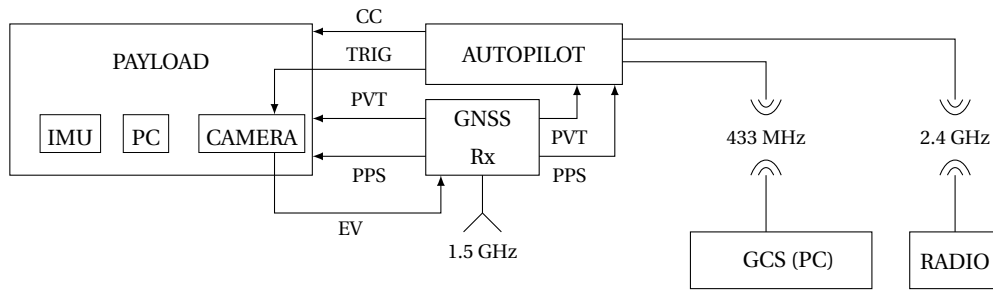 CC
AUTOPILOT
TRIG
PAYLOAD
PVT
GNSS
Rx
IMU
PC
CAMERA
PVT
PPS
PPS
EV
1.5 GHz
433 MHz
2.4 GHz
GCS (PC)
RADIO